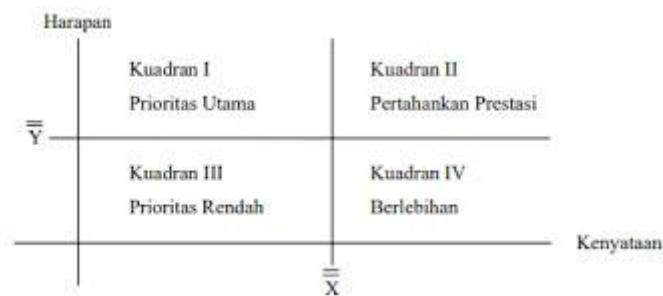 Harapan
Kuadran I
Prioritas Utama
Kuadran II
Pertahankan Prestasi
Y̿
Kuadran III
Prioritas Rendah
Kuadran IV
Berlebihan
Kenyataan
X̿